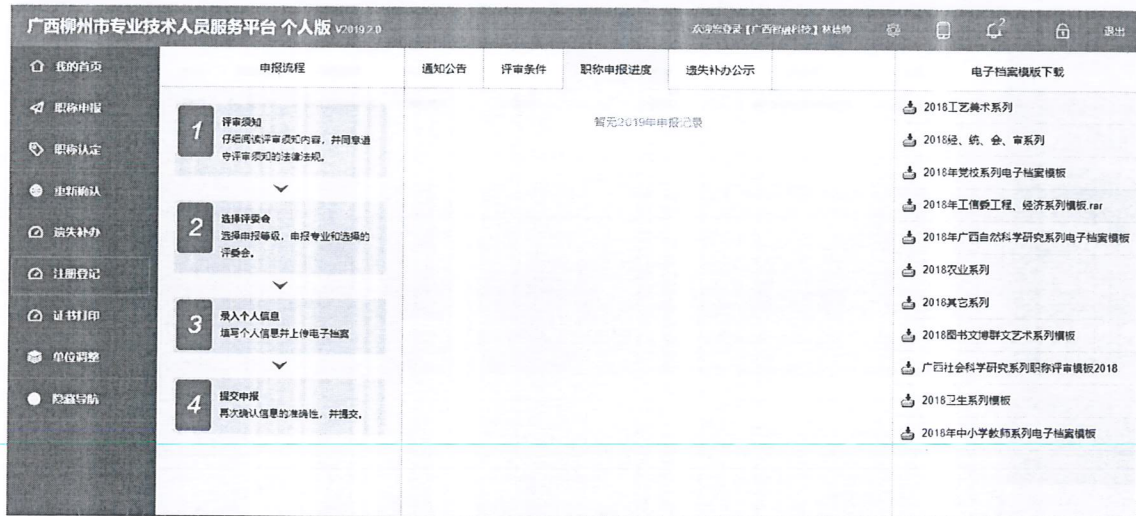 广西柳州市专业技术人员服务平台 个人版 V2019.2.0
欢迎您登录【广西智融科技】
2
退出
我的首页
职称申报
职称认定
重新确认
遗失补办
注册登记
证书打印
单位调整
隐藏导航
申报流程
1
评审须知
仔细阅读评审须知内容，并同意遵
守评审须知的法律法规。
2
选择评委会
选择申报等级，申报专业和选择的
评委会。
3
录入个人信息
填写个人信息并上传电子档案
4
提交申报
再次确认信息的准确性，并提交。
通知公告
评审条件
职称申报进度
遗失补办公示
暂无2019年申报记录
电子档案模版下载
2018工艺美术系列
2018经、统、会、审系列
2018年党校系列电子档案模板
2018年工信委工程、经济系列模板.rar
2018年广西自然科学研究系列电子档案模板
2018农业系列
2018其它系列
2018图书文博群文艺术系列模板
广西社会科学研究系列职称评审模板2018
2018卫生系列模板
2018年中小学教师系列电子档案模板